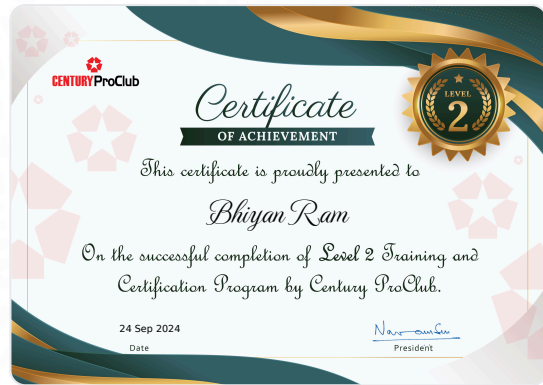 CENTURY ProClub
Certificate
OF ACHIEVEMENT
LEVEL
2
This certificate is proudly presented to
Bhiyan Ram
On the successful completion of Level 2 Training and
Certification Program by Century ProClub.
24 Sep 2024
Date
President